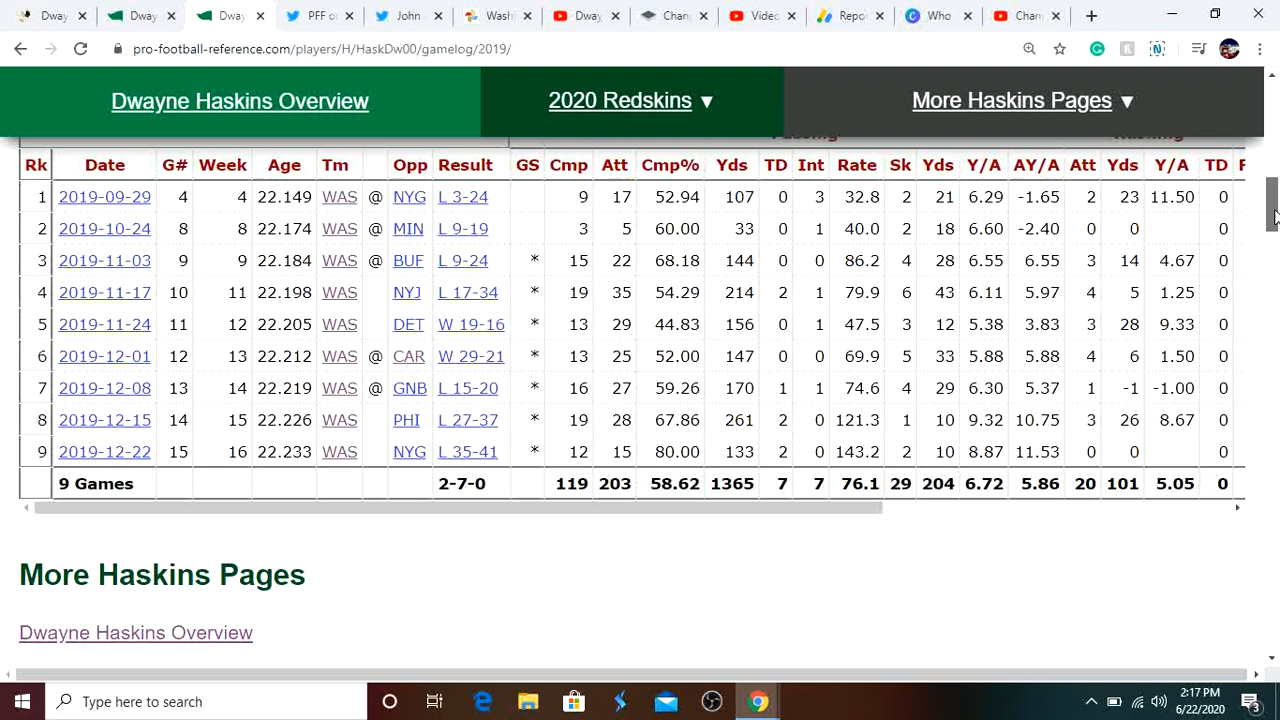 Dway Dway Dway PFF o John Wash Dway Chang Video Repo Who Chan
pro-football-reference.com/players/H/HaskDw00/gamelog/2019/
Dwayne Haskins Overview 2020 Redskins ▼ More Haskins Pages ▼
Rk Date G# Week Age Tm Opp Result GS Cmp Att Cmp% Yds TD Int Rate Sk Yds Y/A AY/A Att Yds Y/A TD F
1 2019-09-29 4 4 22.149 WAS @ NYG L 3-24 9 17 52.94 107 0 3 32.8 2 21 6.29 -1.65 2 23 11.50 0
2 2019-10-24 8 8 22.174 WAS @ MIN L 9-19 3 5 60.00 33 0 1 40.0 2 18 6.60 -2.40 0 0 0
3 2019-11-03 9 9 22.184 WAS @ BUF L 9-24 * 15 22 68.18 144 0 0 86.2 4 28 6.55 6.55 3 14 4.67 0
4 2019-11-17 10 11 22.198 WAS NYJ L 17-34 * 19 35 54.29 214 2 1 79.9 6 43 6.11 5.97 4 5 1.25 0
5 2019-11-24 11 12 22.205 WAS DET W 19-16 * 13 29 44.83 156 0 1 47.5 3 12 5.38 3.83 3 28 9.33 0
6 2019-12-01 12 13 22.212 WAS @ CAR W 29-21 * 13 25 52.00 147 0 0 69.9 5 33 5.88 5.88 4 6 1.50 0
7 2019-12-08 13 14 22.219 WAS @ GNB L 15-20 * 16 27 59.26 170 1 1 74.6 4 29 6.30 5.37 1 -1 -1.00 0
8 2019-12-15 14 15 22.226 WAS PHI L 27-37 * 19 28 67.86 261 2 0 121.3 1 10 9.32 10.75 3 26 8.67 0
9 2019-12-22 15 16 22.233 WAS NYG L 35-41 * 12 15 80.00 133 2 0 143.2 2 10 8.87 11.53 0 0 0
9 Games 2-7-0 119 203 58.62 1365 7 7 76.1 29 204 6.72 5.86 20 101 5.05 0
More Haskins Pages
Dwayne Haskins Overview
Type here to search
2:17 PM
6/22/2020
3